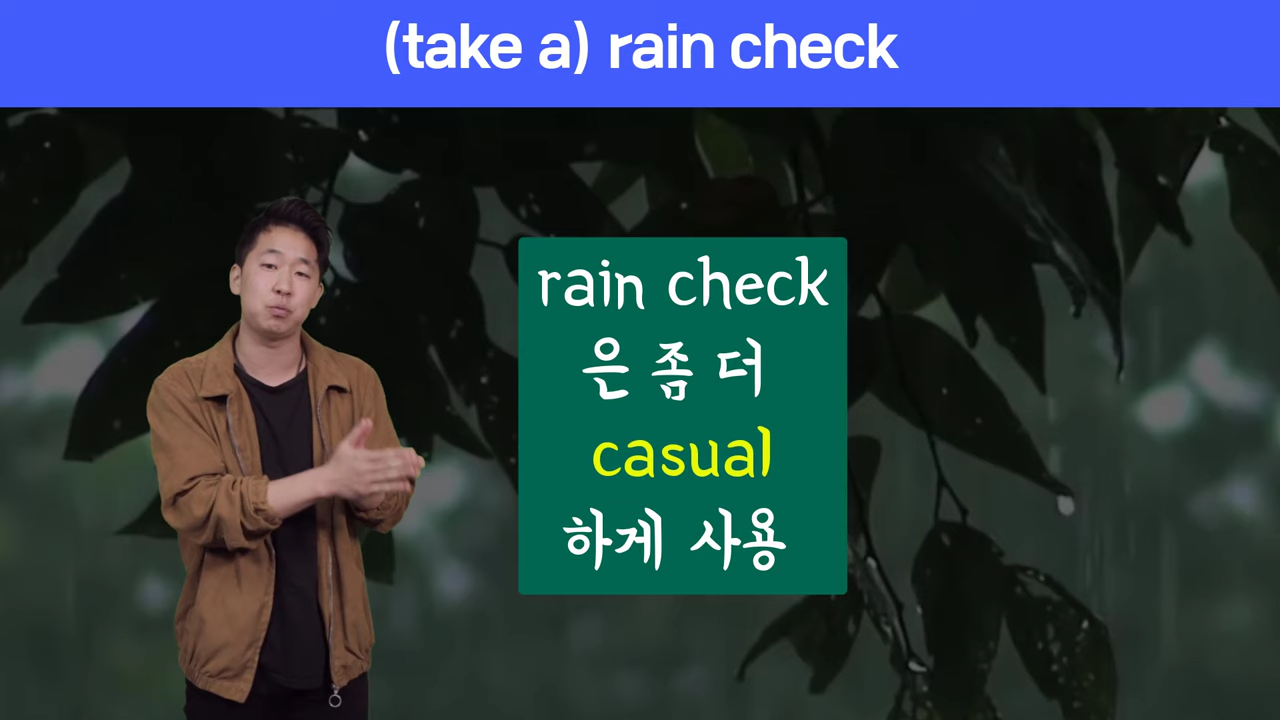 (take a) rain check
rain check
은 좀 더
casual
하게 사용